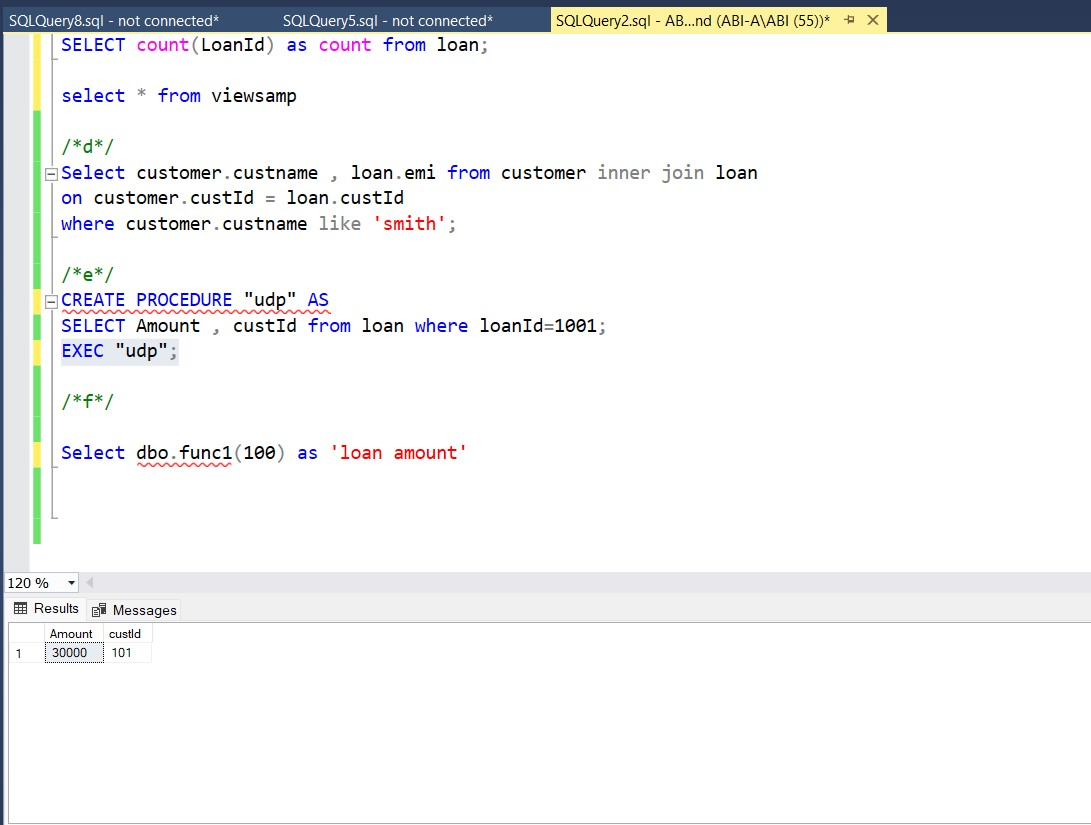 SQLQuery8.sql - not connected* SQLQuery5.sql - not connected* SQLQuery2.sql - AB...nd (ABI-A\ABI (55))*
SELECT count(LoanId) as count from loan;
select * from viewsamp
/*d*/
Select customer.custname , loan.emi from customer inner join loan
on customer.custId = loan.custId
where customer.custname like 'smith';
/*e*/
CREATE PROCEDURE "udp" AS
SELECT Amount , custId from loan where loanId=1001;
EXEC "udp";
/*f*/
Select dbo.func1(100) as 'loan amount'
120 %
Results Messages
Amount custId
1 30000 101